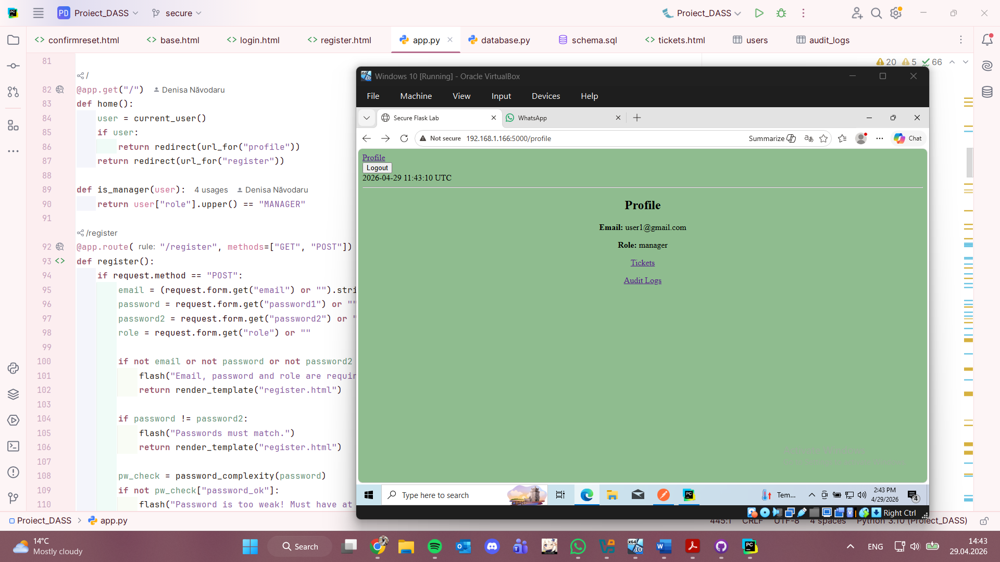 PD Proiect_DASS secure Proiect_DASS
confirmreset.html base.html login.html register.html app.py database.py schema.sql tickets.html users audit_logs
20 5 66
81
/
82 @app.get("/") Denisa Năvodaru
83 def home():
84 user = current_user()
85 if user:
86 return redirect(url_for("profile"))
87 return redirect(url_for("register"))
88
89 def is_manager(user): 4 usages Denisa Năvodaru
90 return user["role"].upper() == "MANAGER"
91
/register
92 @app.route( rule: "/register", methods=["GET", "POST"])
93 def register():
94 if request.method == "POST":
95 email = (request.form.get("email") or "").stri
96 password = request.form.get("password1") or ""
97 password2 = request.form.get("password2") or "
98 role = request.form.get("role") or ""
99
100 if not email or not password or not password2
101 flash("Email, password and role are requir
102 return render_template("register.html")
103
104 if password != password2:
105 flash("Passwords must match.")
106 return render_template("register.html")
107
108 pw_check = password_complexity(password)
109 if not pw_check["password_ok"]:
110 flash("Password is too weak! Must have at
Windows 10 [Running] - Oracle VirtualBox
File Machine View Input Devices Help
Secure Flask Lab WhatsApp
Not secure 192.168.1.166:5000/profile Summarize Chat
Profile
Logout
2026-04-29 11:43:10 UTC
Profile
Email: user1@gmail.com
Role: manager
Tickets
Audit Logs
Type here to search Tem... 2:43 PM
4/29/2026 4
Right Ctrl
Proiect_DASS app.py 445:1 CRLF UTF-8 4 spaces Python 3.10 (Proiect_DASS)
14°C
Mostly cloudy
Search
ENG
14:43
29.04.2026